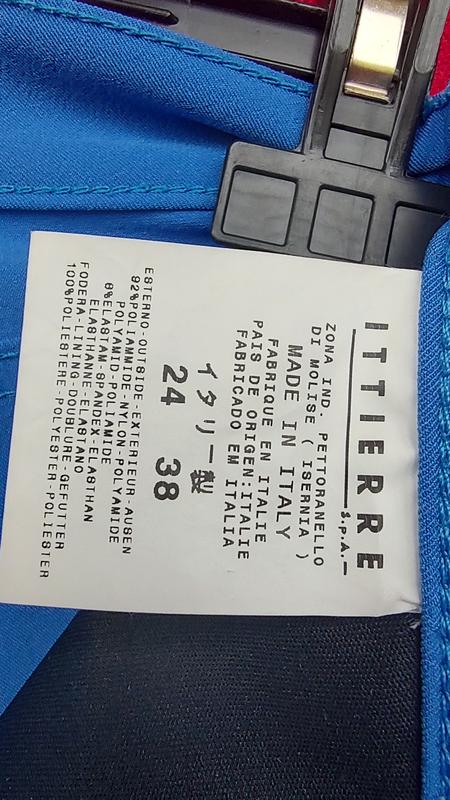 ITTIERRE
S.p.A.
ZONA IND. PETTORANELLO
DI MOLISE ( ISERNIA )
MADE IN ITALY
FABRIQUE EN ITALIE
PAIS DE ORIGEN:ITALIE
FABRICADO EM ITALIA
イタリー製
24 38
ESTERNO-OUTSIDE-EXTERIEUR-AUSEN
92%POLIAMMIDE-NYLON-POLYAMIDE
POLYAMID-POLIAMIDE
8%ELASTAM-SPANDEX-ELASTHAN
ELASTHANNE-ELASTANO
FODERA-LINING-DOUBLURE-GEFUTTER
100%POLIESTERE-POLYESTER-POLIESTER